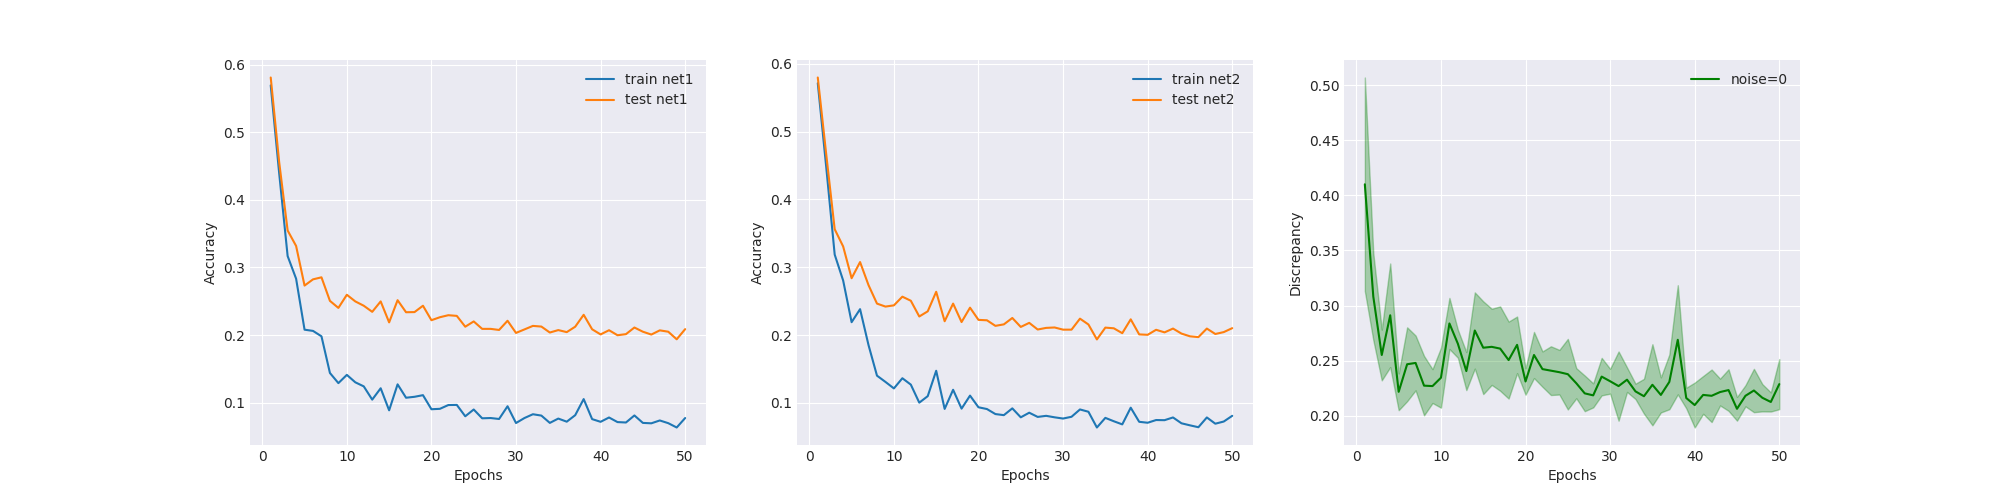 train net1
test net1
0.6
0.5
0.4
0.3
0.2
0.1
Accuracy
0 10 20 30 40 50
Epochs
train net2
test net2
0.6
0.5
0.4
0.3
0.2
0.1
Accuracy
0 10 20 30 40 50
Epochs
noise=0
0.50
0.45
0.40
0.35
0.30
0.25
0.20
Discrepancy
0 10 20 30 40 50
Epochs